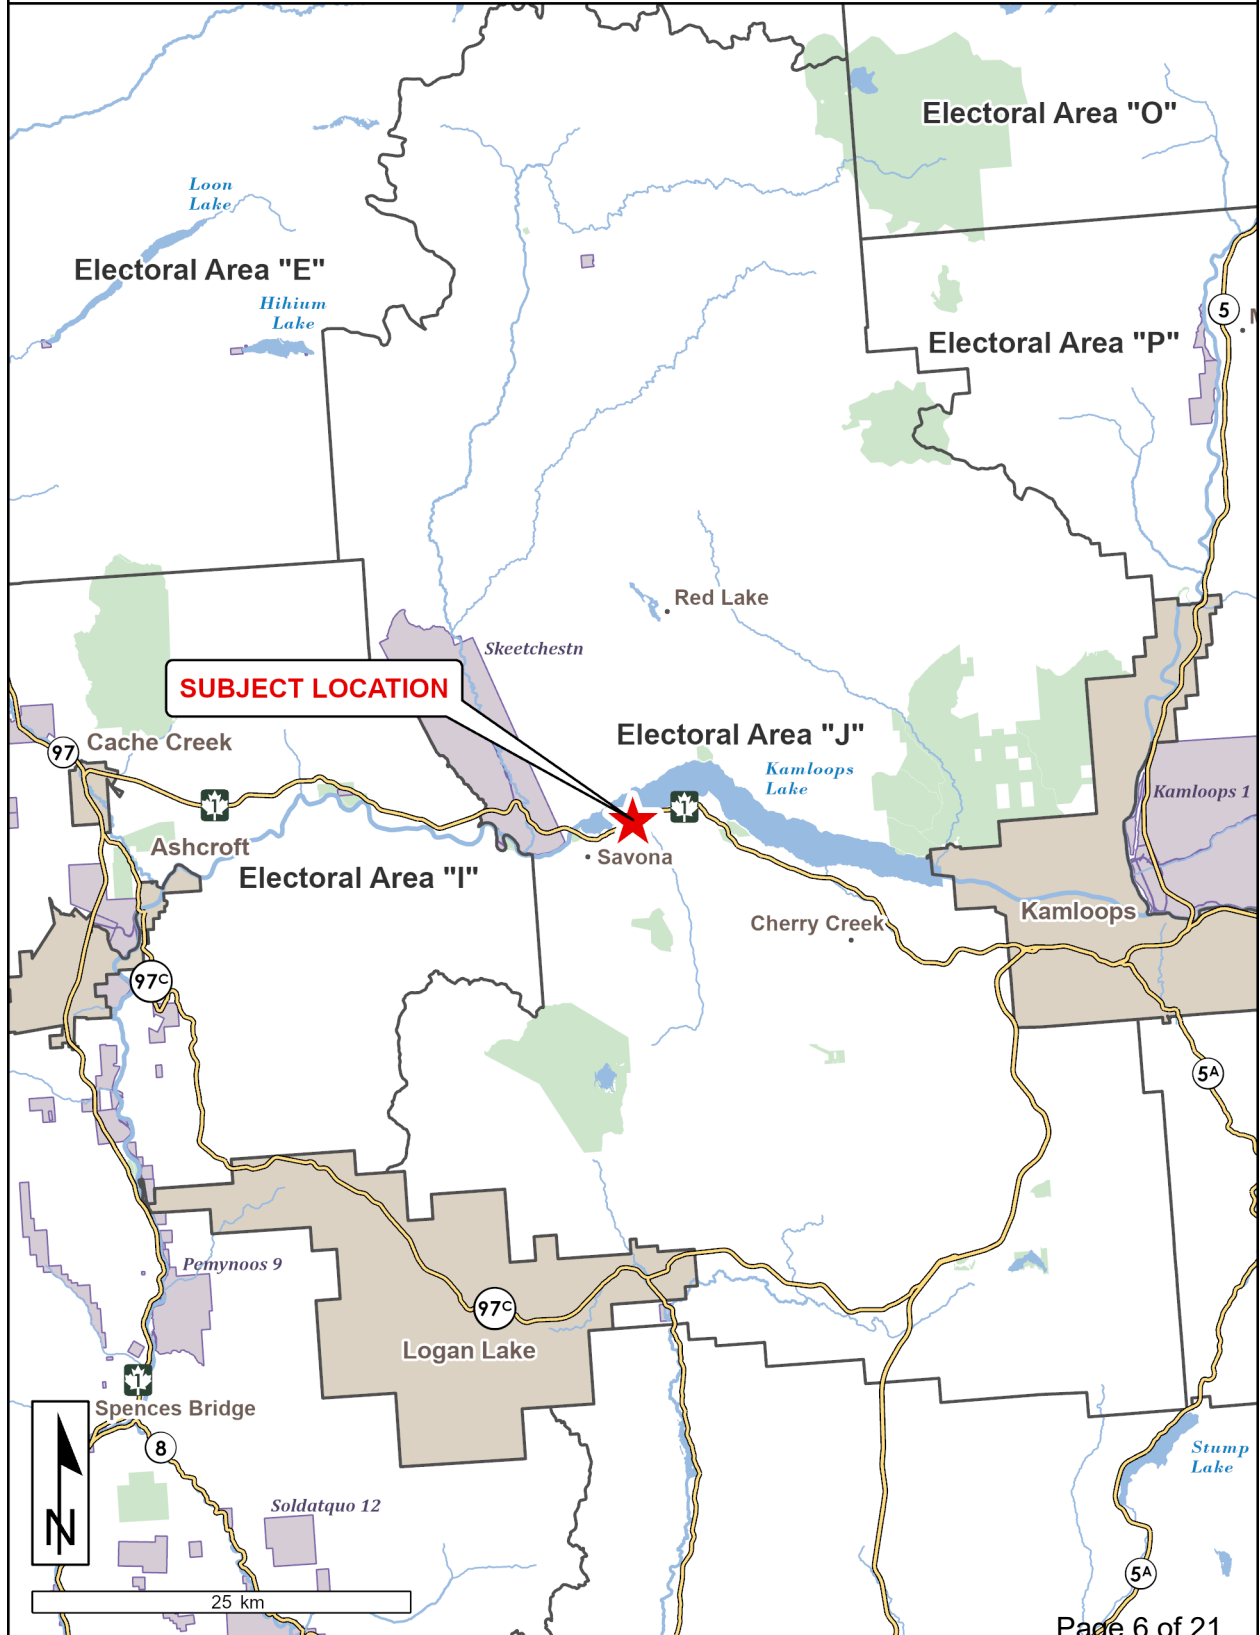 Electoral Area "O"
Loon
Lake
Electoral Area "E"
Hihium
Lake
5
Electoral Area "P"
Red Lake
Skeetchestn
SUBJECT LOCATION
Electoral Area "J"
97
Cache Creek
Kamloops
Lake
1
1
Kamloops 1
Ashcroft
Savona
Electoral Area "I"
Kamloops
Cherry Creek
97C
5A
Pemynoos 9
97C
Logan Lake
1
Spences Bridge
8
Stump
Lake
Soldatquo 12
N
25 km
5A
Page 6 of 21